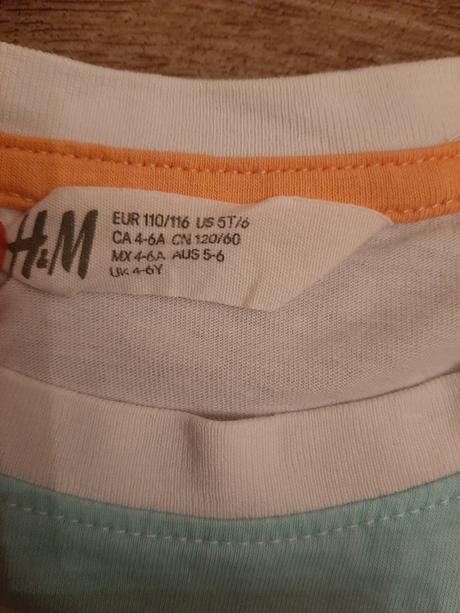 H&M
EUR 110/116 US 5T/6
CA 4-6A CN 120/60
MX 4-6A AUS 5-6
UK 4-6Y